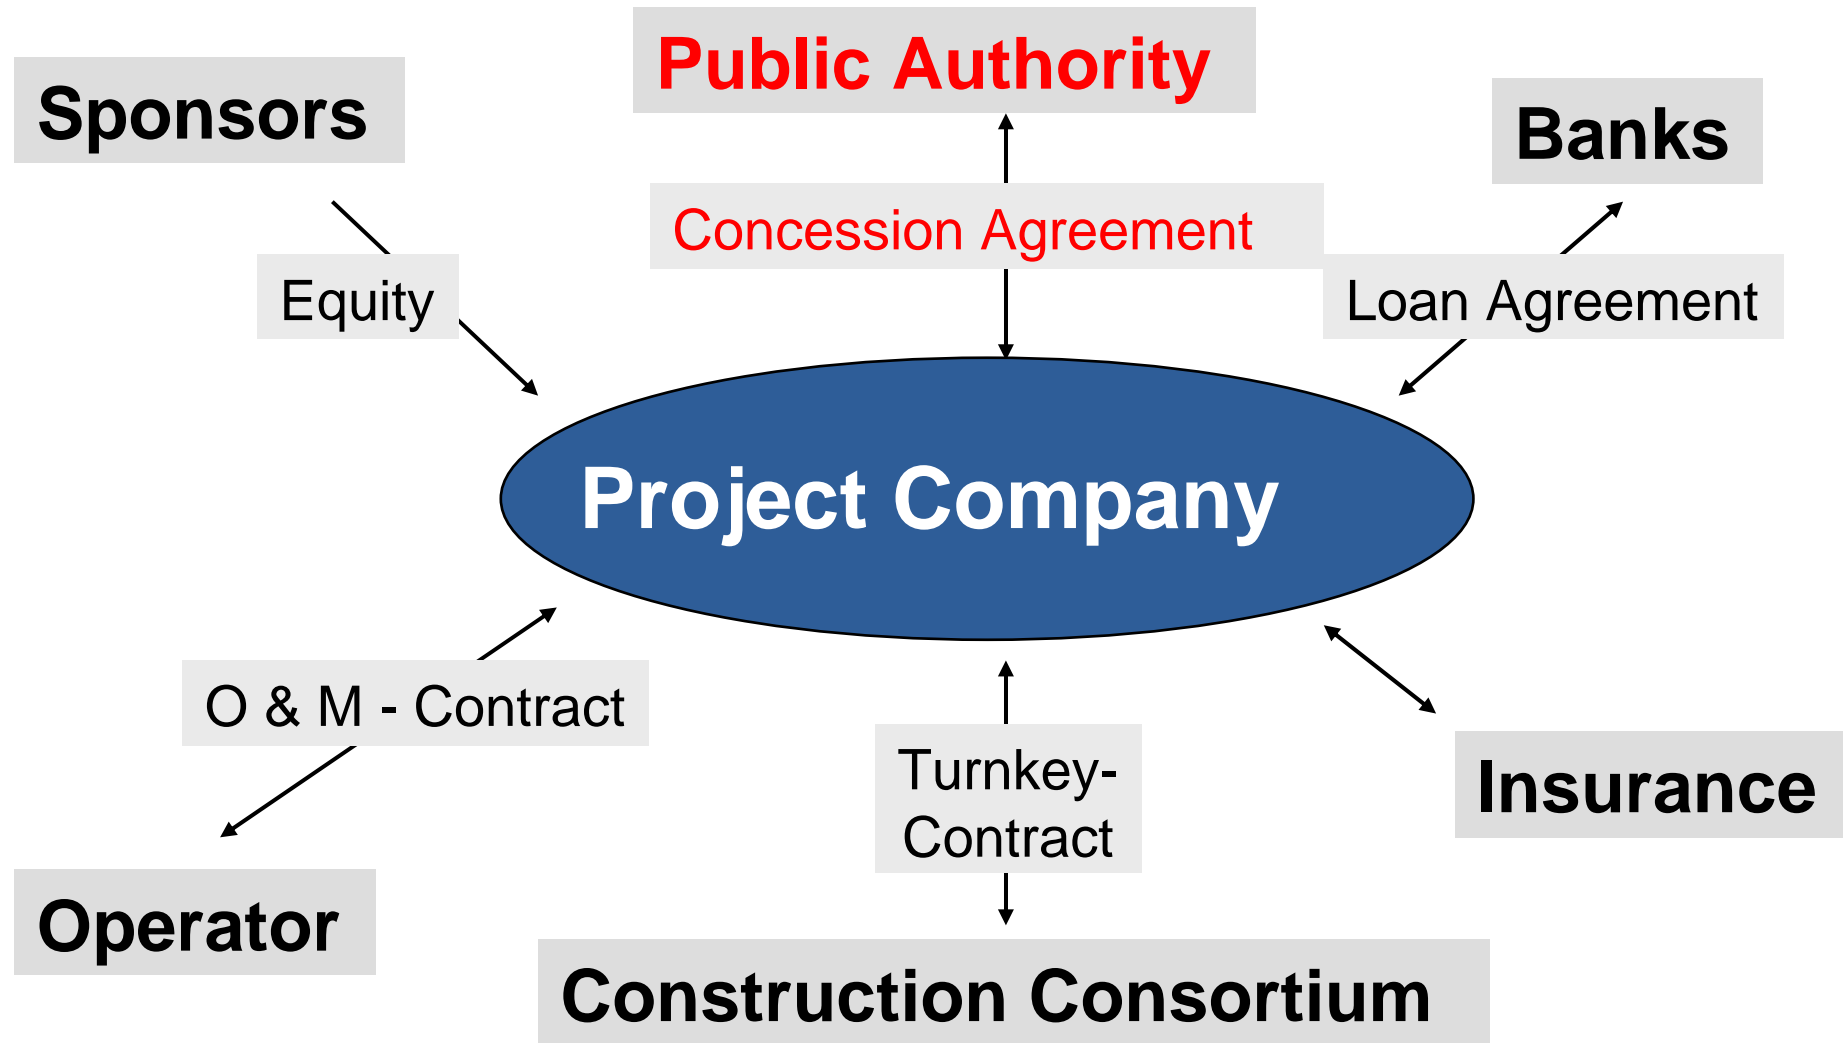 Public Authority
Sponsors
Banks
Concession Agreement
Equity
Loan Agreement
Project Company
O & M - Contract
Turnkey-
Contract
Insurance
Operator
Construction Consortium